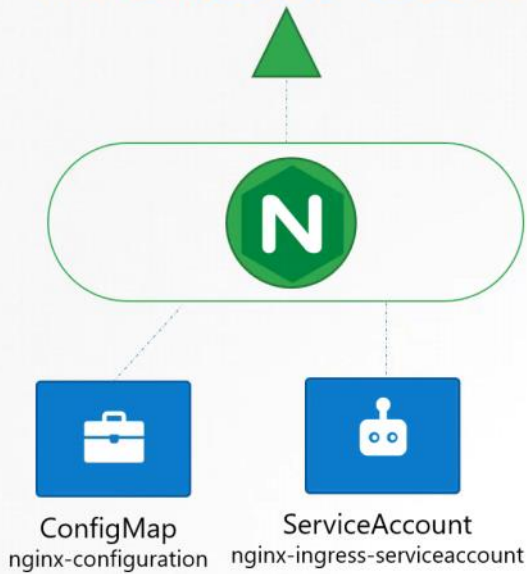 N
ConfigMap
nginx-configuration
ServiceAccount
nginx-ingress-serviceaccount